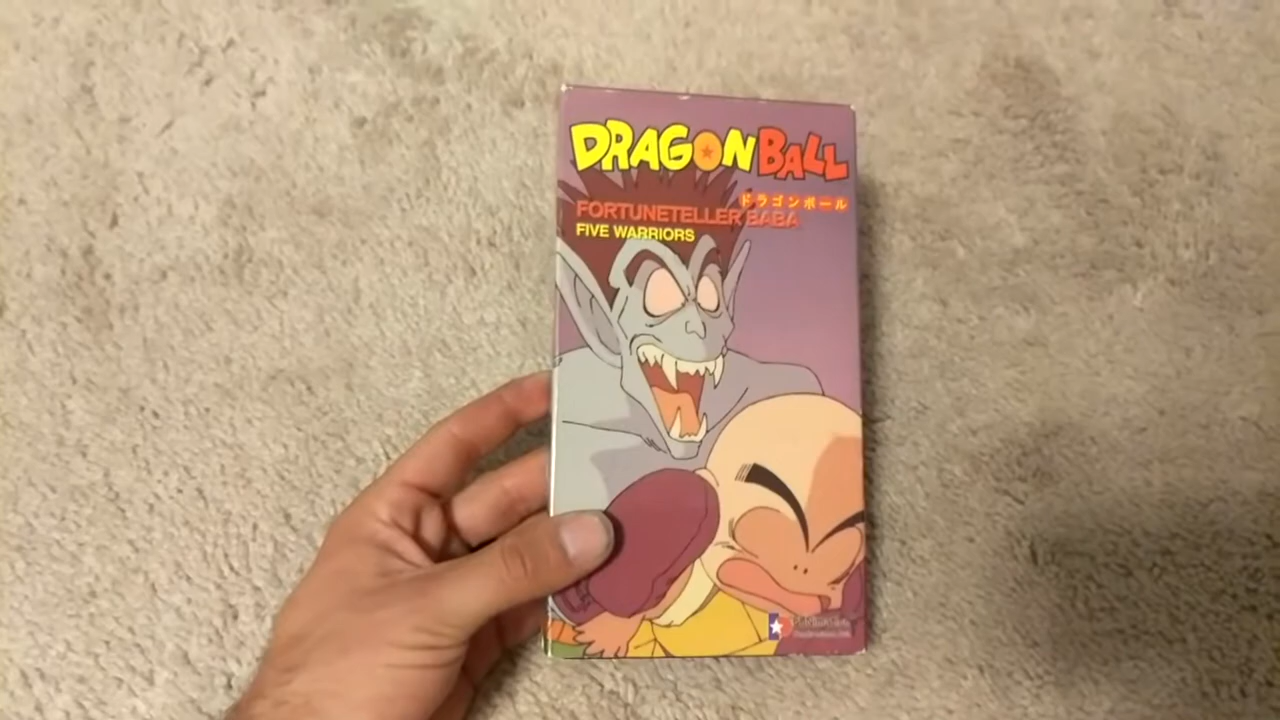 DRAGON BALL
ドラゴンボール
FORTUNETELLER BABA
FIVE WARRIORS